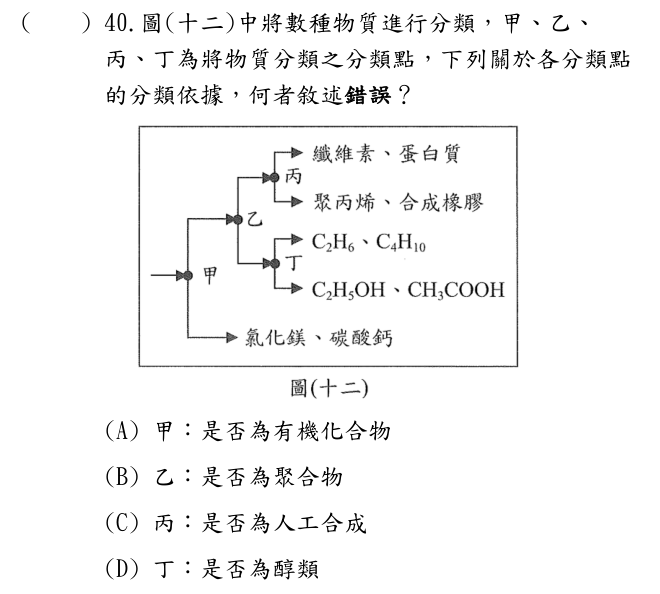 (　　) 40.圖(十二)中將數種物質進行分類，甲、乙、
丙、丁為將物質分類之分類點，下列關於各分類點
的分類依據，何者敘述錯誤？
纖維素、蛋白質
丙
聚丙烯、合成橡膠
乙
C₂H₆、C₄H₁₀
丁
甲
C₂H₅OH、CH₃COOH
氯化鎂、碳酸鈣
圖(十二)
(A) 甲：是否為有機化合物
(B) 乙：是否為聚合物
(C) 丙：是否為人工合成
(D) 丁：是否為醇類